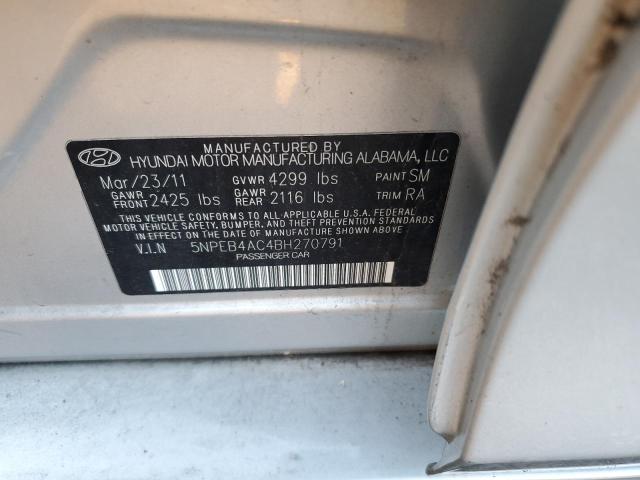 MANUFACTURED BY
HYUNDAI MOTOR MANUFACTURING ALABAMA, LLC
Mar/23/11 GVWR 4299 lbs PAINT SM
GAWR FRONT 2425 lbs GAWR REAR 2116 lbs TRIM RA
THIS VEHICLE CONFORMS TO ALL APPLICABLE U.S.A. FEDERAL
MOTOR VEHICLE SAFETY, BUMPER, AND THEFT PREVENTION STANDARDS
IN EFFECT ON THE DATE OF MANUFACTURE SHOWN ABOVE
V.I.N 5NPEB4AC4BH270791
PASSENGER CAR